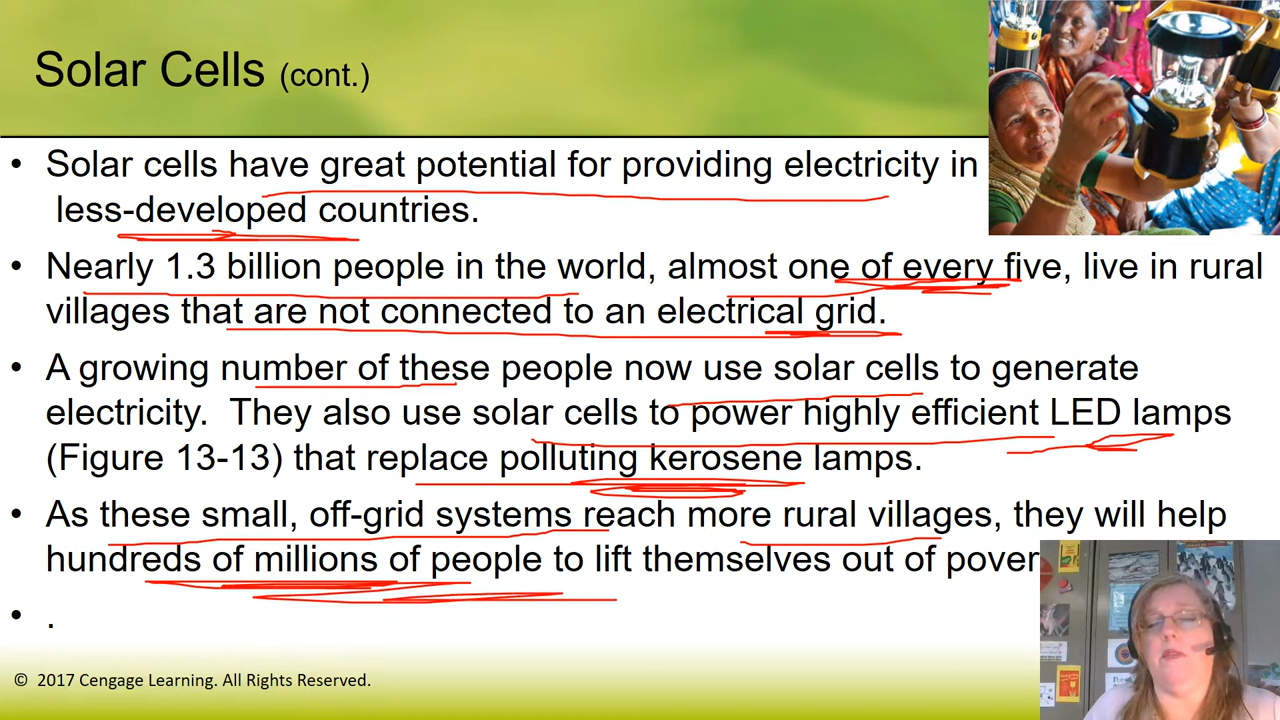 Solar Cells (cont.)
• Solar cells have great potential for providing electricity in
less-developed countries.
• Nearly 1.3 billion people in the world, almost one of every five, live in rural
villages that are not connected to an electrical grid.
• A growing number of these people now use solar cells to generate
electricity. They also use solar cells to power highly efficient LED lamps
(Figure 13-13) that replace polluting kerosene lamps.
• As these small, off-grid systems reach more rural villages, they will help
hundreds of millions of people to lift themselves out of pover
• .
© 2017 Cengage Learning. All Rights Reserved.